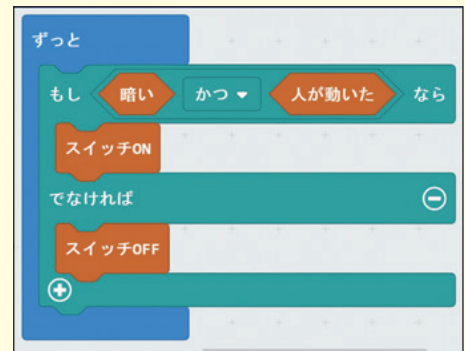 ずっと
もし 暗い かつ 人が動いた なら
スイッチON
でなければ
スイッチOFF